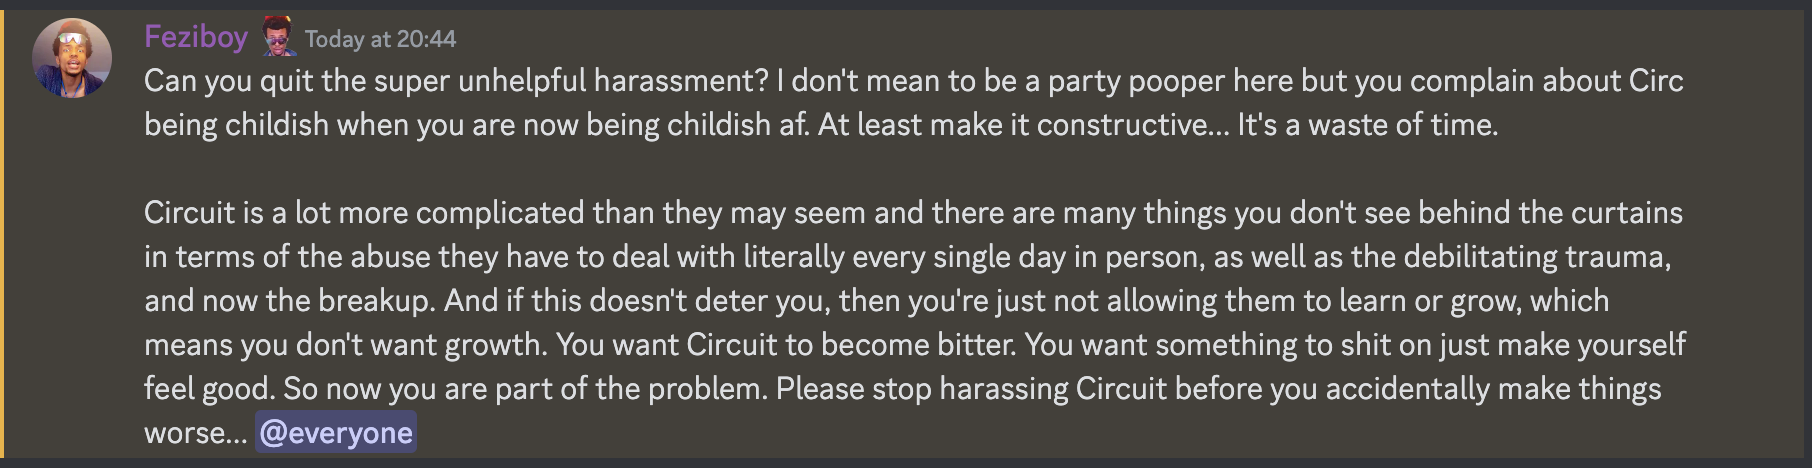 Feziboy Today at 20:44
Can you quit the super unhelpful harassment? I don't mean to be a party pooper here but you complain about Circ
being childish when you are now being childish af. At least make it constructive... It's a waste of time.
Circuit is a lot more complicated than they may seem and there are many things you don't see behind the curtains
in terms of the abuse they have to deal with literally every single day in person, as well as the debilitating trauma,
and now the breakup. And if this doesn't deter you, then you're just not allowing them to learn or grow, which
means you don't want growth. You want Circuit to become bitter. You want something to shit on just make yourself
feel good. So now you are part of the problem. Please stop harassing Circuit before you accidentally make things
worse... @everyone